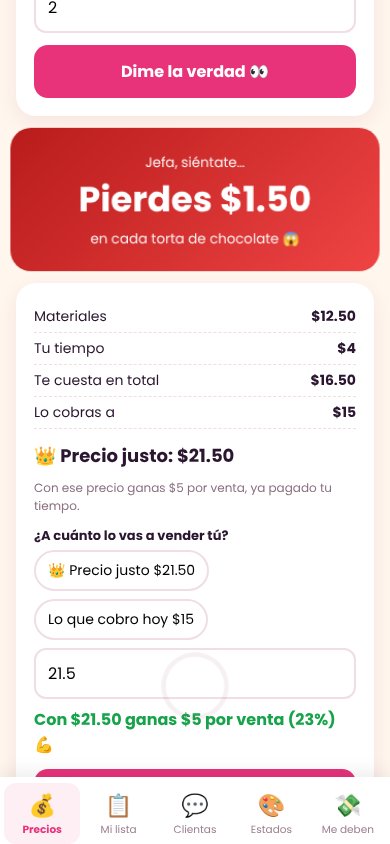 2
Dime la verdad 👀
Jefa, siéntate…
Pierdes $1.50
en cada torta de chocolate 😱
Materiales $12.50
Tu tiempo $4
Te cuesta en total $16.50
Lo cobras a $15
👑 Precio justo: $21.50
Con ese precio ganas $5 por venta, ya pagado tu
tiempo.
¿A cuánto lo vas a vender tú?
👑 Precio justo $21.50
Lo que cobro hoy $15
21.5
Con $21.50 ganas $5 por venta (23%)
💪
💰 📋 💬 🎨 💸
Precios Mi lista Clientas Estados Me deben